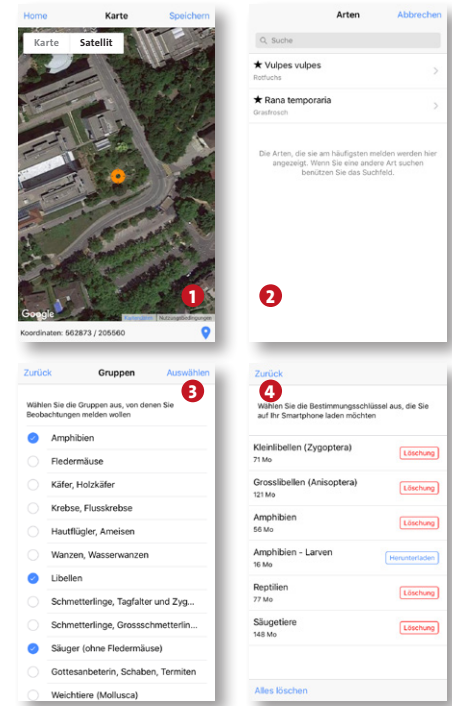 Home Karte Speichern
Karte Satellit
Google
Kartendaten Nutzungsbedingungen
Koordinaten: 562873 / 205560
1
Arten Abbrechen
Suche
★ Vulpes vulpes
Rotfuchs
★ Rana temporaria
Grasfrosch
Die Arten, die sie am häufigsten melden werden hier
angezeigt. Wenn Sie eine andere Art suchen
benützen Sie das Suchfeld.
2
Zurück Gruppen Auswählen
3
Wählen Sie die Gruppen aus, von denen Sie
Beobachtungen melden wollen
Amphibien
Fledermäuse
Käfer, Holzkäfer
Krebse, Flusskrebse
Hautflügler, Ameisen
Wanzen, Wasserwanzen
Libellen
Schmetterlinge, Tagfalter und Zyg...
Schmetterlinge, Grossschmetterlin...
Säuger (ohne Fledermäuse)
Gottesanbeterin, Schaben, Termiten
Weichtiere (Mollusca)
Zurück
4
Wählen Sie die Bestimmungsschlüssel aus, die Sie
auf Ihr Smartphone laden möchten
Kleinlibellen (Zygoptera)
71 Mo Löschung
Grosslibellen (Anisoptera)
121 Mo Löschung
Amphibien
56 Mo Löschung
Amphibien - Larven
16 Mo Herunterladen
Reptilien
77 Mo Löschung
Säugetiere
148 Mo Löschung
Alles löschen